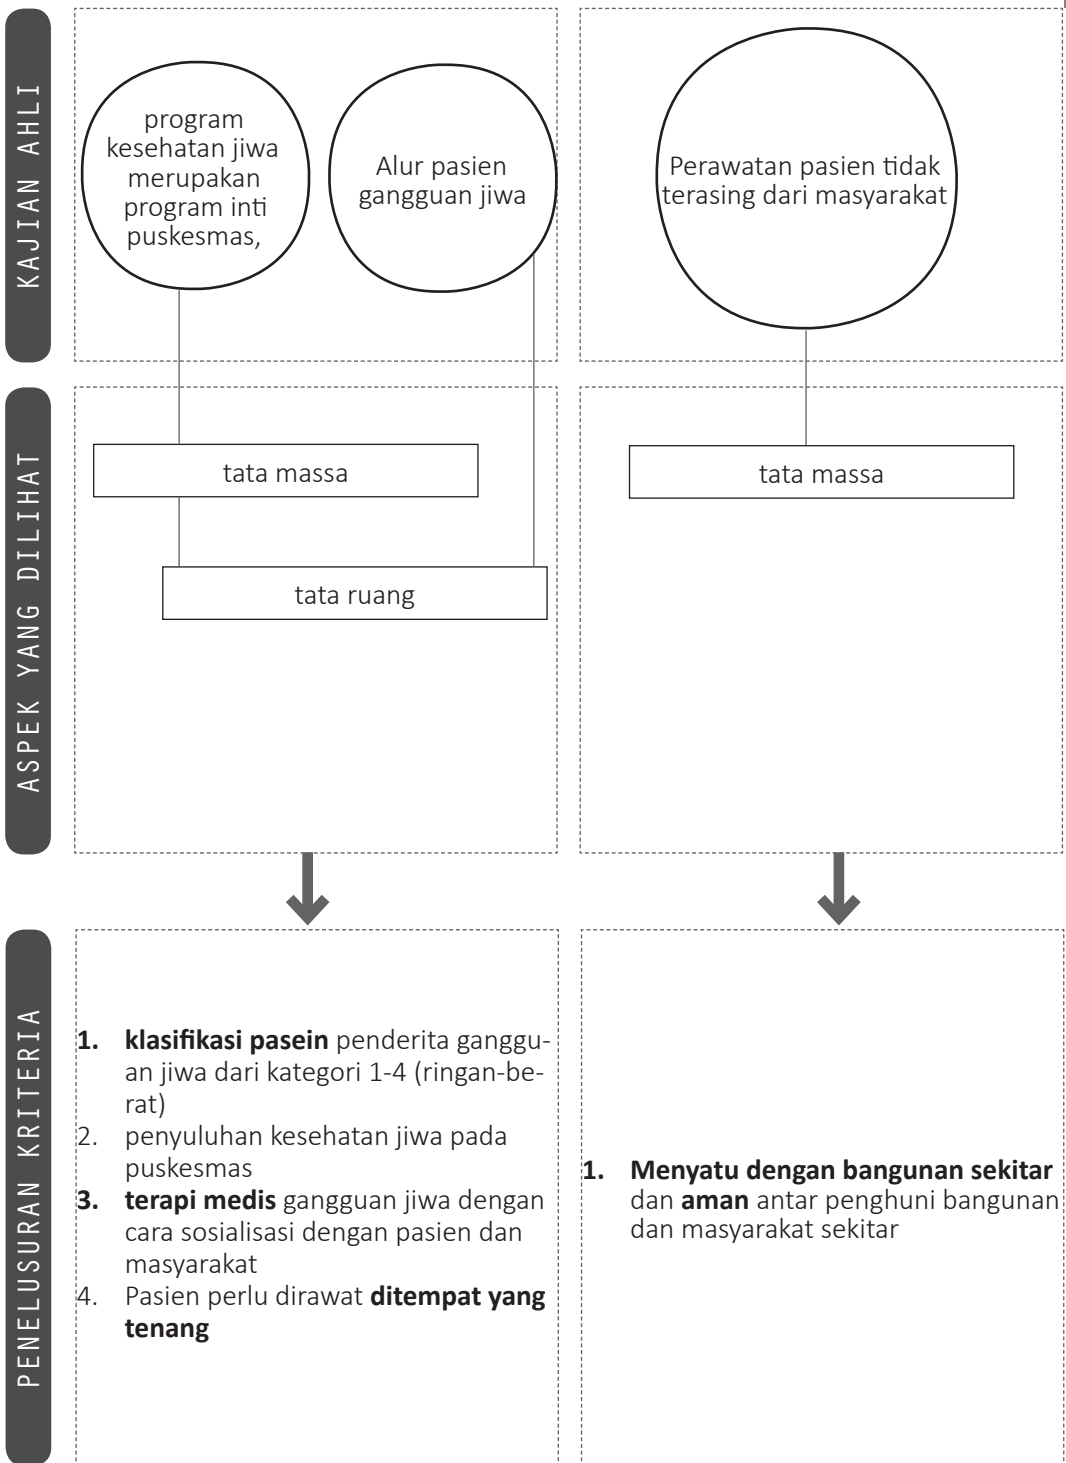 KAJIAN AHLI
program
kesehatan jiwa
merupakan
program inti
puskesmas,
Alur pasien
gangguan jiwa
Perawatan pasien tidak
terasing dari masyarakat
ASPEK YANG DILIHAT
tata massa
tata ruang
tata massa
PENELUSURAN KRITERIA
1. klasifikasi pasein penderita ganggu-
an jiwa dari kategori 1-4 (ringan-be-
rat)
2. penyuluhan kesehatan jiwa pada
puskesmas
3. terapi medis gangguan jiwa dengan
cara sosialisasi dengan pasien dan
masyarakat
4. Pasien perlu dirawat ditempat yang
tenang
1. Menyatu dengan bangunan sekitar
dan aman antar penghuni bangunan
dan masyarakat sekitar